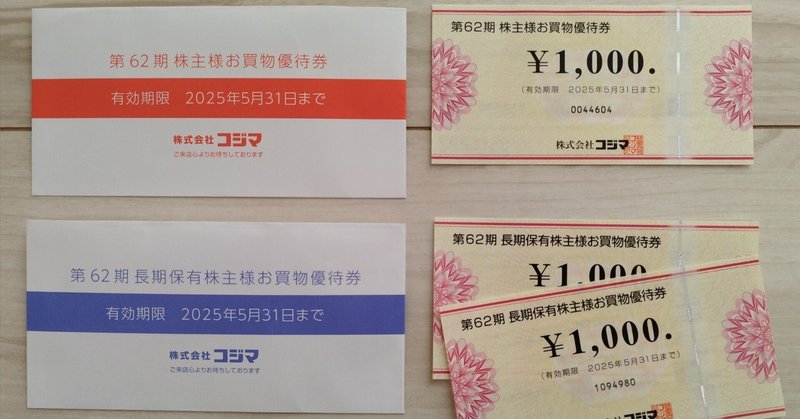 第62期 株主様お買物優待券
有効期限 2025年5月31日まで
株式会社 コジマ
ご来店心よりお待ちしております
第62期 株主様お買物優待券
¥1,000.
(有効期限 2025年5月31日まで)
0044604
株式会社 コジマ
第62期 長期保有株主様お買物優待券
有効期限 2025年5月31日まで
株式会社 コジマ
ご来店心よりお待ちしております
第62期 長期保有株主様お買物優待券
¥1,000.
第62期 長期保有株主様お買物優待券
¥1,000.
(有効期限 2025年5月31日まで)
1094980
株式会社 コジマ